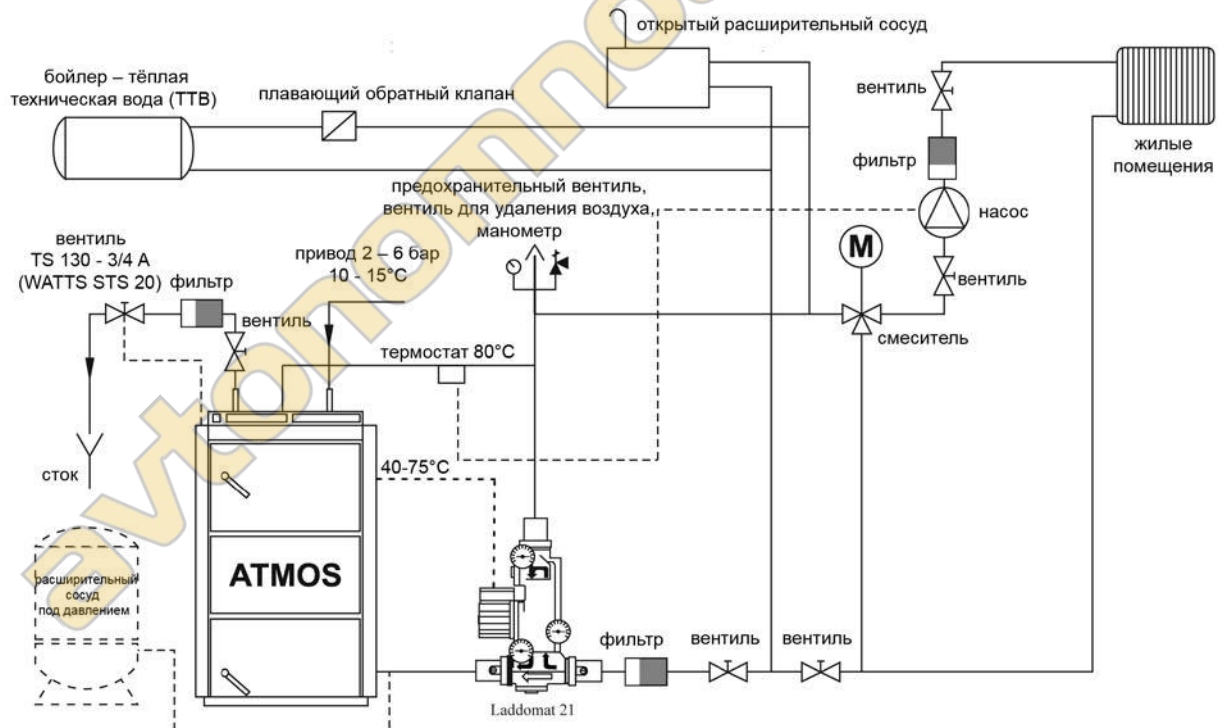 открытый расширительный сосуд
бойлер – тёплая
техническая вода (ТТВ)
плавающий обратный клапан
вентиль
фильтр
жилые
помещения
предохранительный вентиль,
вентиль для удаления воздуха,
манометр
насос
вентиль
TS 130 - 3/4 A
(WATTS STS 20)
фильтр
привод 2 – 6 бар
10 - 15°C
M
вентиль
вентиль
смеситель
термостат 80°C
сток
40-75°C
ATMOS
расширительный
сосуд
под давлением
фильтр
вентиль
вентиль
Laddomat 21
avtonomno